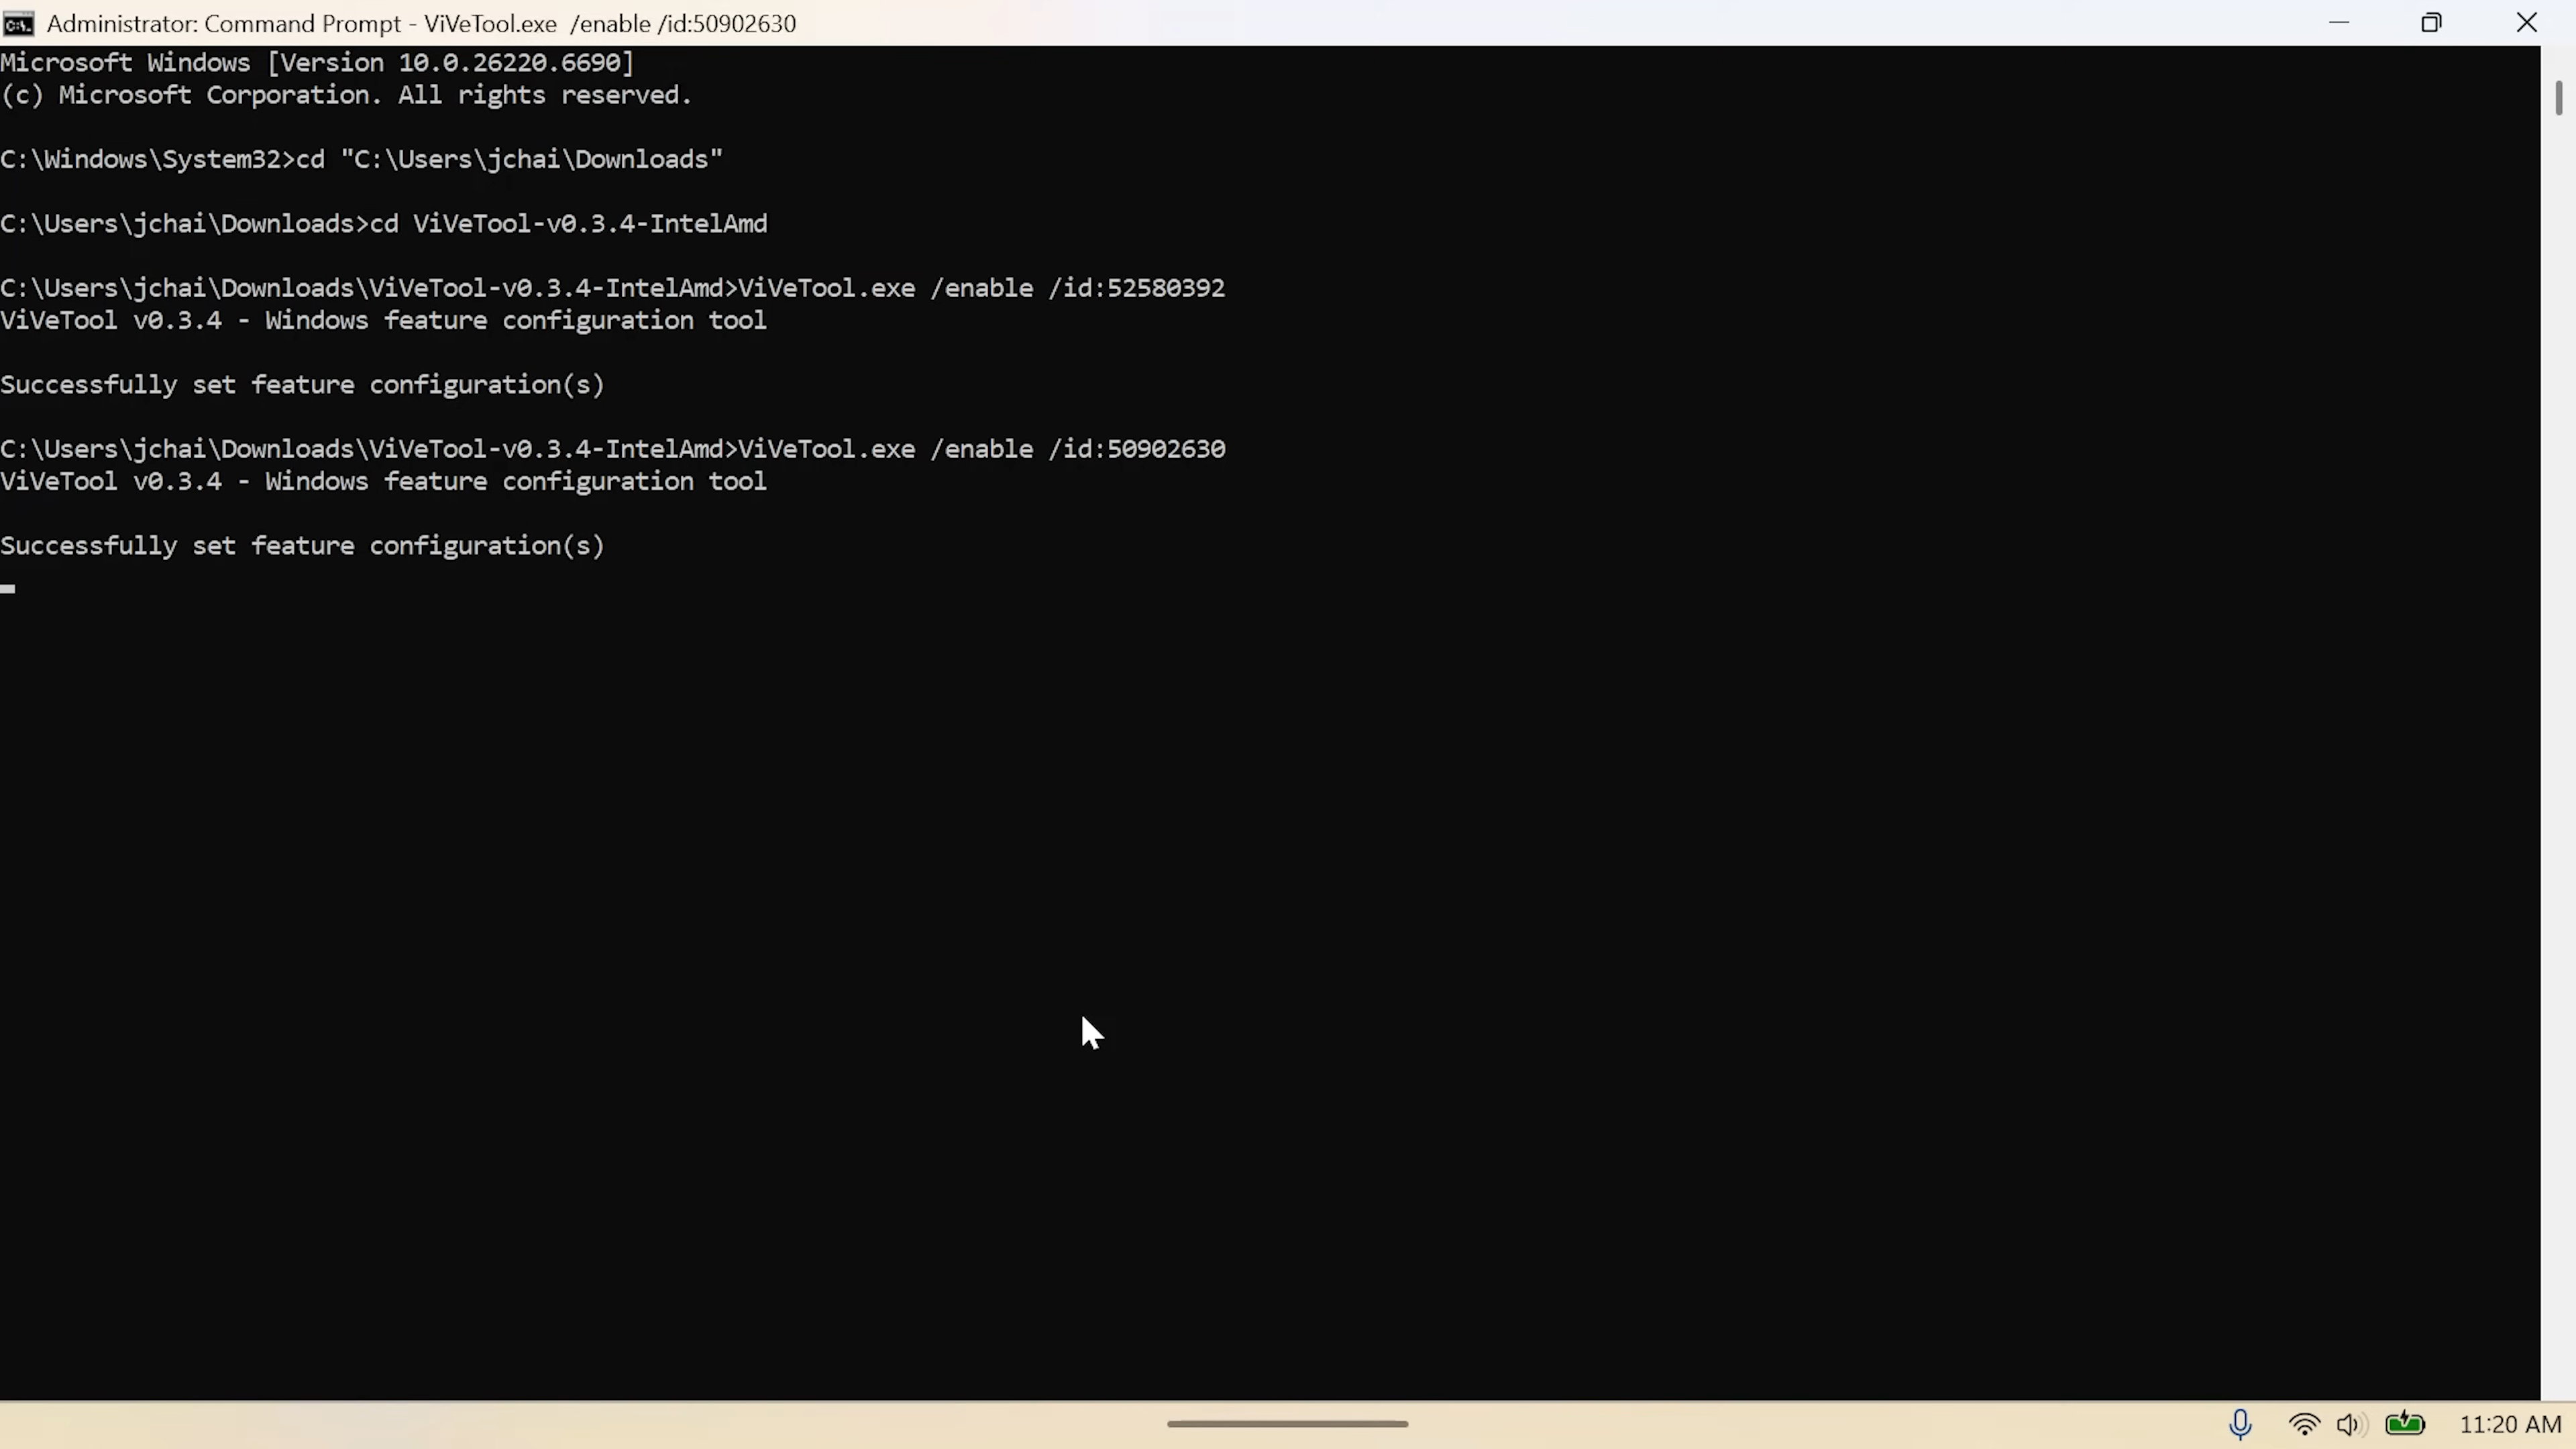 Administrator: Command Prompt - ViVeTool.exe  /enable /id:50902630
Microsoft Windows [Version 10.0.26220.6690]
(c) Microsoft Corporation. All rights reserved.
C:\Windows\System32>cd "C:\Users\jchai\Downloads"
C:\Users\jchai\Downloads>cd ViVeTool-v0.3.4-IntelAmd
C:\Users\jchai\Downloads\ViVeTool-v0.3.4-IntelAmd>ViVeTool.exe /enable /id:52580392
ViVeTool v0.3.4 - Windows feature configuration tool
Successfully set feature configuration(s)
C:\Users\jchai\Downloads\ViVeTool-v0.3.4-IntelAmd>ViVeTool.exe /enable /id:50902630
ViVeTool v0.3.4 - Windows feature configuration tool
Successfully set feature configuration(s)
11:20 AM